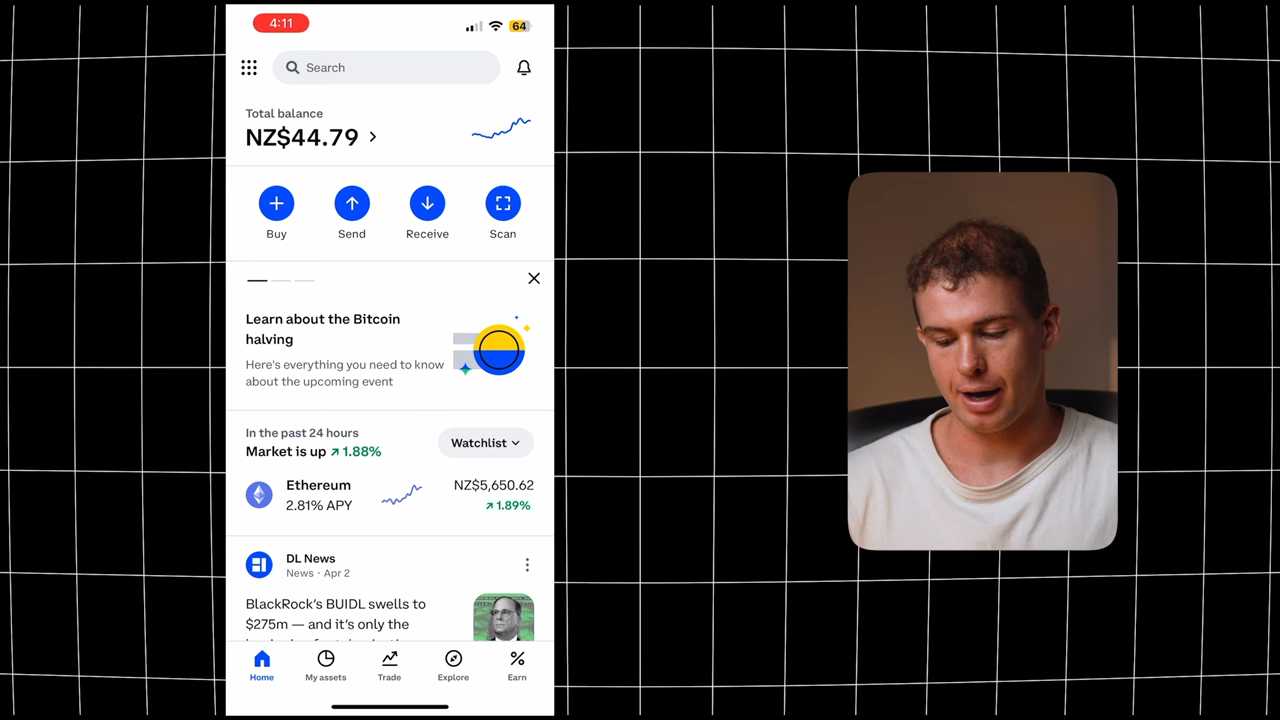 4:11
64
Search
Total balance
NZ$44.79
Buy
Send
Receive
Scan
Learn about the Bitcoin
halving
Here's everything you need to know
about the upcoming event
In the past 24 hours
Market is up ↗ 1.88%
Watchlist
Ethereum
NZ$5,650.62
2.81% APY
↗ 1.89%
DL News
News · Apr 2
BlackRock's BUIDL swells to
$275m — and it's only the
Home
My assets
Trade
Explore
Earn